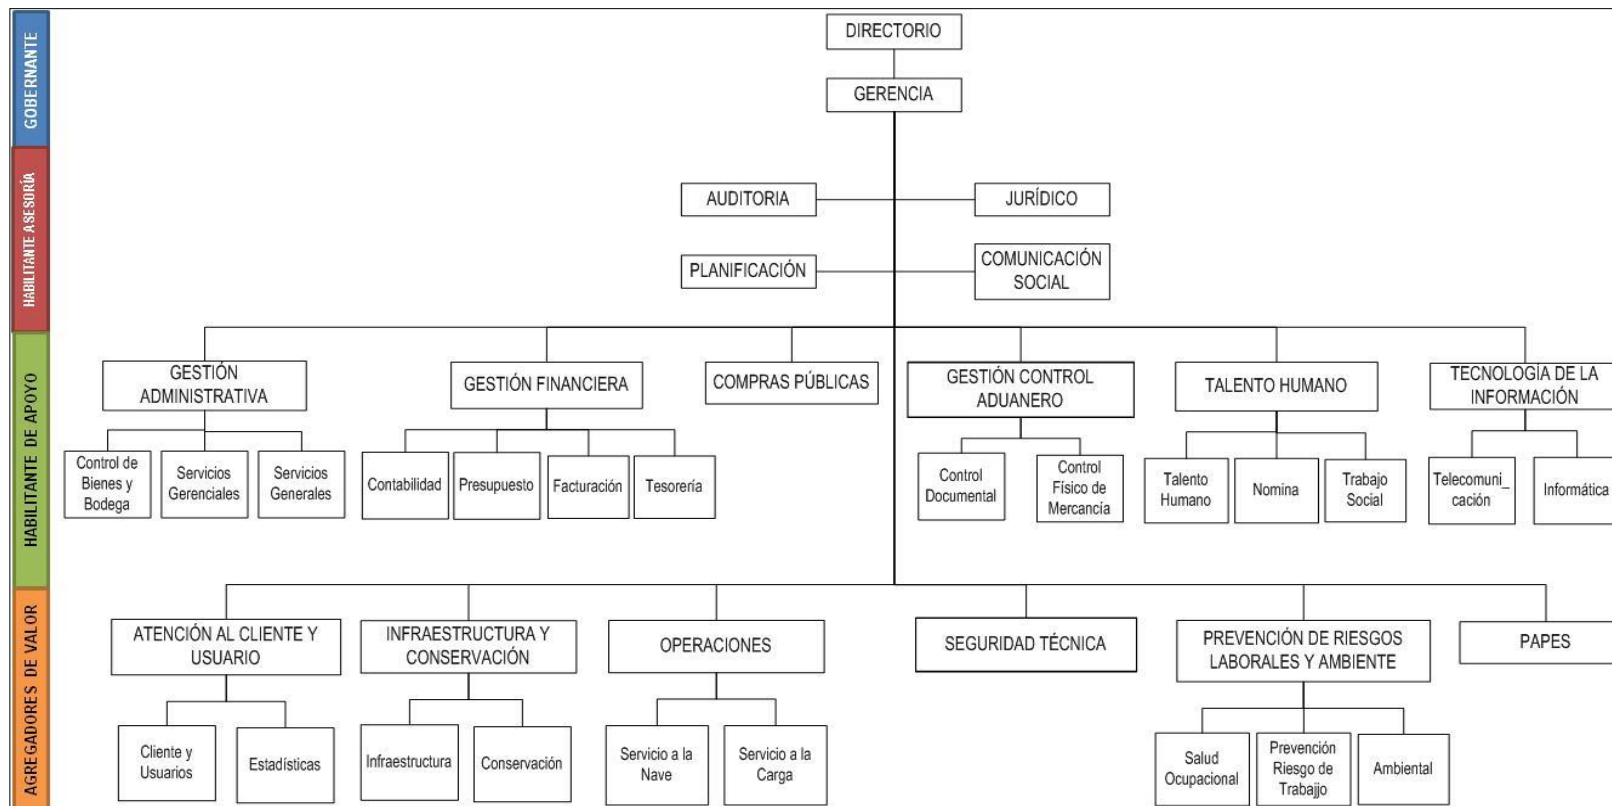 GOBERNANTE
DIRECTORIO
GERENCIA
HABILITANTE ASESORÍA
AUDITORIA
JURÍDICO
PLANIFICACIÓN
COMUNICACIÓN
SOCIAL
HABILITANTE DE APOYO
GESTIÓN
ADMINISTRATIVA
GESTIÓN FINANCIERA
COMPRAS PÚBLICAS
GESTIÓN CONTROL
ADUANERO
TALENTO HUMANO
TECNOLOGÍA DE LA
INFORMACIÓN
Control de
Bienes y
Bodega
Servicios
Gerenciales
Servicios
Generales
Contabilidad
Presupuesto
Facturación
Tesorería
Control
Documental
Control
Físico de
Mercancía
Talento
Humano
Nomina
Trabajo
Social
Telecomuni_
cación
Informática
AGREGADORES DE VALOR
ATENCIÓN AL CLIENTE Y
USUARIO
INFRAESTRUCTURA Y
CONSERVACIÓN
OPERACIONES
SEGURIDAD TÉCNICA
PREVENCIÓN DE RIESGOS
LABORALES Y AMBIENTE
PAPES
Cliente y
Usuarios
Estadísticas
Infraestructura
Conservación
Servicio a la
Nave
Servicio a la
Carga
Salud
Ocupacional
Prevención
Riesgo de
Trabajjo
Ambiental